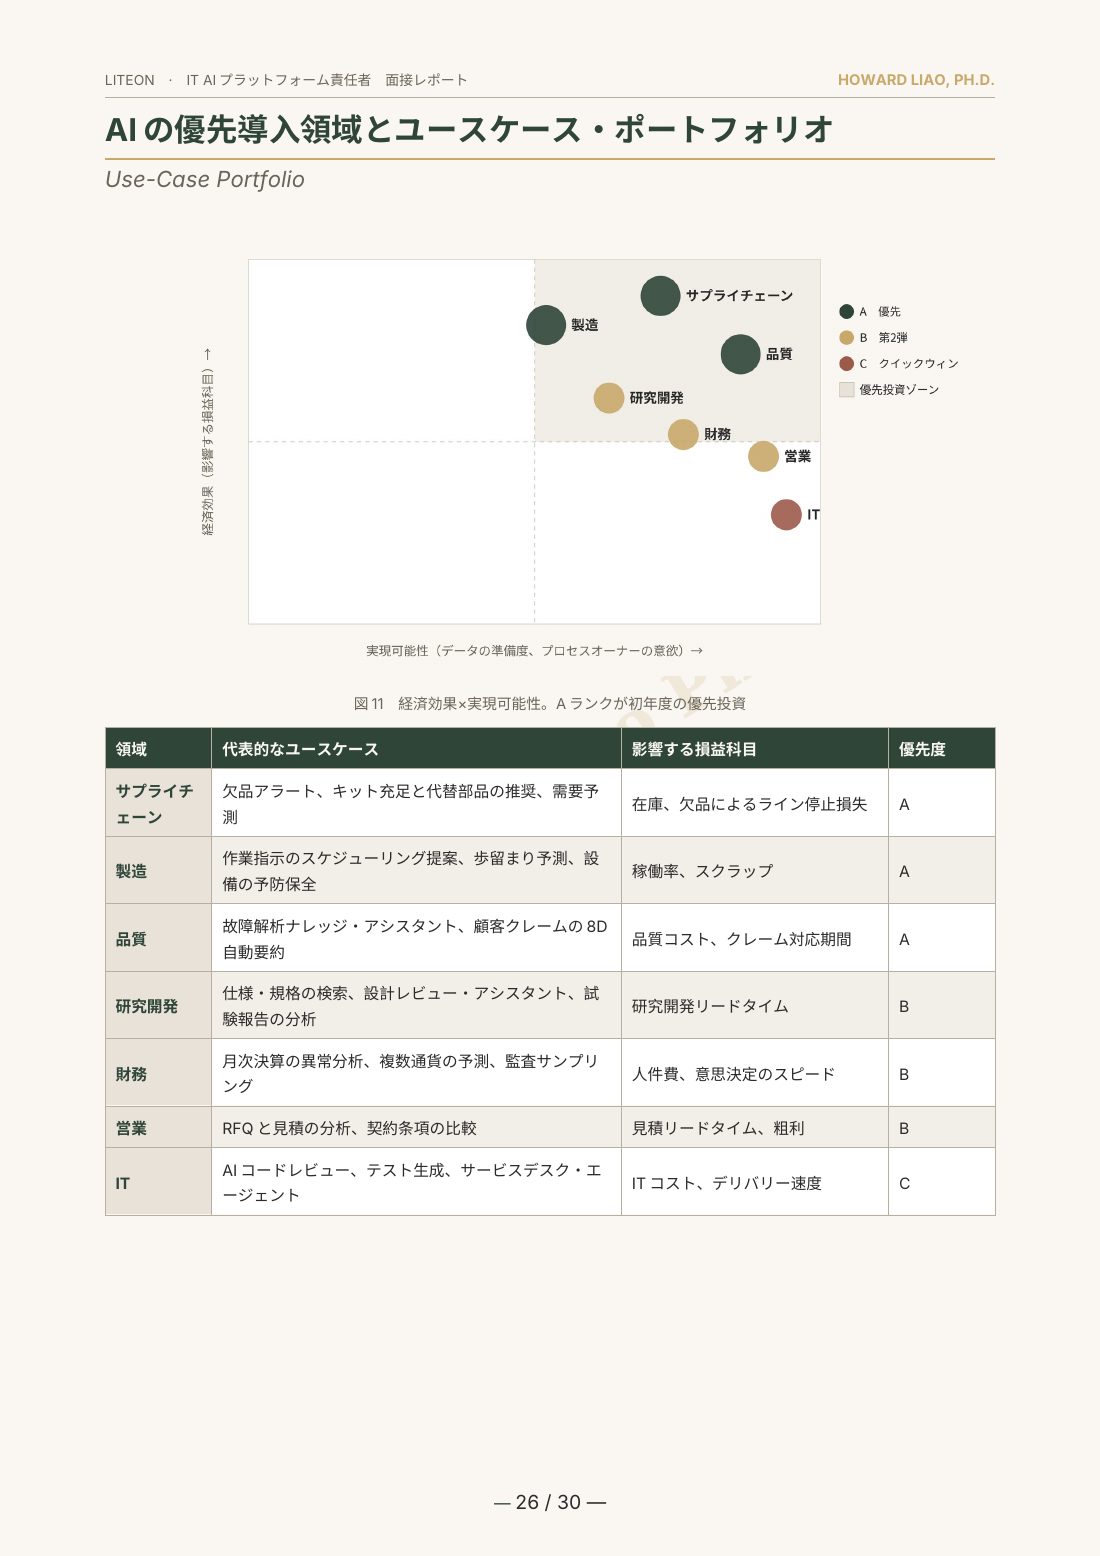 LITEON · IT AI プラットフォーム責任者 面接レポート
HOWARD LIAO, PH.D.
AI の優先導入領域とユースケース・ポートフォリオ
Use-Case Portfolio
サプライチェーン
製造
品質
研究開発
財務
営業
IT
A 優先
B 第2弾
C クイックウィン
優先投資ゾーン
経済効果（影響する損益科目）→
実現可能性（データの準備度、プロセスオーナーの意欲）→
図 11 経済効果×実現可能性。A ランクが初年度の優先投資
領域 代表的なユースケース 影響する損益科目 優先度
サプライチ
ェーン
欠品アラート、キット充足と代替部品の推奨、需要予
測
在庫、欠品によるライン停止損失
A
製造
作業指示のスケジューリング提案、歩留まり予測、設
備の予防保全
稼働率、スクラップ
A
品質
故障解析ナレッジ・アシスタント、顧客クレームの 8D
自動要約
品質コスト、クレーム対応期間
A
研究開発
仕様・規格の検索、設計レビュー・アシスタント、試
験報告の分析
研究開発リードタイム
B
財務
月次決算の異常分析、複数通貨の予測、監査サンプリ
ング
人件費、意思決定のスピード
B
営業
RFQ と見積の分析、契約条項の比較
見積リードタイム、粗利
B
IT
AI コードレビュー、テスト生成、サービスデスク・エ
ージェント
IT コスト、デリバリー速度
C
— 26 / 30 —